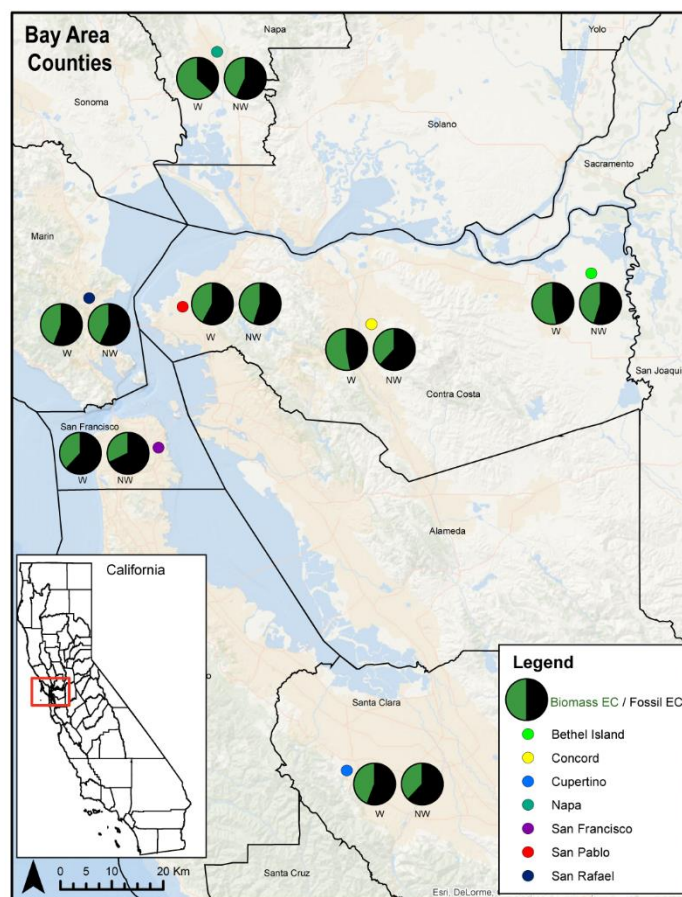 Bay Area
Counties
Napa
Yolo
Sonoma
W
NW
Solano
Sacramento
Marin
W
NW
W
NW
W
NW
W
NW
Contra Costa
San Joaqui
San Francisco
W
NW
Alameda
California
Santa Clara
W
NW
Santa Cruz
0 5 10 20 Km
Legend
Biomass EC / Fossil EC
Bethel Island
Concord
Cupertino
Napa
San Francisco
San Pablo
San Rafael
Esri, DeLorme,